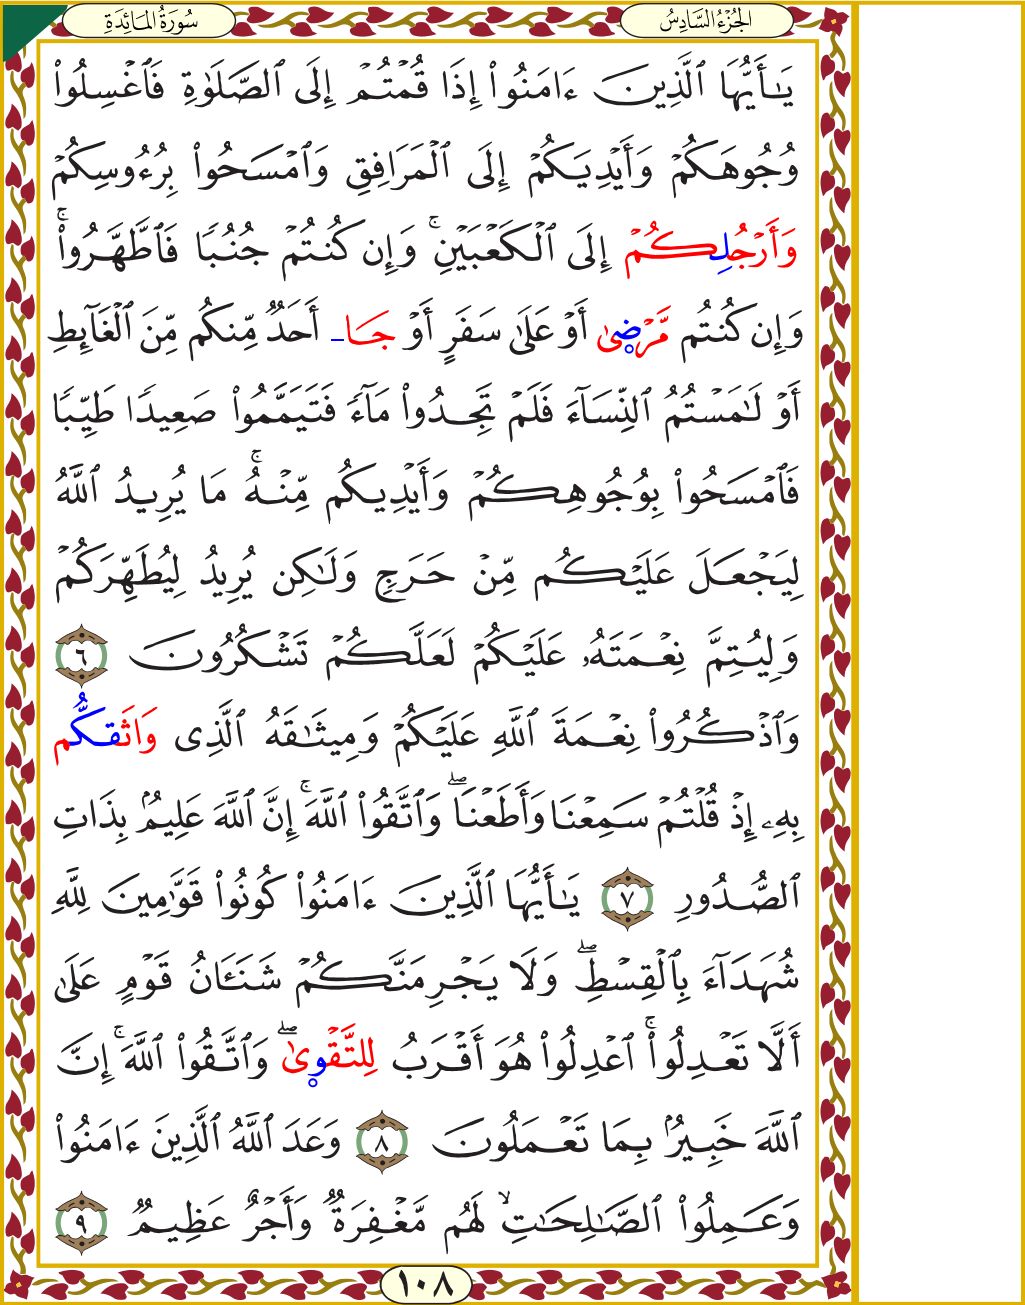 الجُزْءُ السَّادِسُ
سُورَةُ المَائِدَةِ
يَٰٓأَيُّهَا ٱلَّذِينَ ءَامَنُوا۟ إِذَا قُمْتُمْ إِلَى ٱلصَّلَوٰةِ فَٱغْسِلُوا۟
وُجُوهَكُمْ وَأَيْدِيَكُمْ إِلَى ٱلْمَرَافِقِ وَٱمْسَحُوا۟ بِرُءُوسِكُمْ
وَأَرْجُلِكُمْ إِلَى ٱلْكَعْبَيْنِ ۚ وَإِن كُنتُمْ جُنُبًا فَٱطَّهَّرُوا۟ ۚ
وَإِن كُنتُم مَّرْضِىٰ أَوْ عَلَىٰ سَفَرٍ أَوْ جَا أَحَدٌ مِّنكُم مِّنَ ٱلْغَآئِطِ
أَوْ لَٰمَسْتُمُ ٱلنِّسَآءَ فَلَمْ تَجِدُوا۟ مَآءً فَتَيَمَّمُوا۟ صَعِيدًا طَيِّبًا
فَٱمْسَحُوا۟ بِوُجُوهِكُمْ وَأَيْدِيكُم مِّنْهُ ۚ مَا يُرِيدُ ٱللَّهُ
لِيَجْعَلَ عَلَيْكُم مِّنْ حَرَجٍ وَلَٰكِن يُرِيدُ لِيُطَهِّرَكُمْ
وَلِيُتِمَّ نِعْمَتَهُۥ عَلَيْكُمْ لَعَلَّكُمْ تَشْكُرُونَ ٦
وَٱذْكُرُوا۟ نِعْمَةَ ٱللَّهِ عَلَيْكُمْ وَمِيثَٰقَهُ ٱلَّذِى وَاثَقكُّم
بِهِۦٓ إِذْ قُلْتُمْ سَمِعْنَا وَأَطَعْنَا ۖ وَٱتَّقُوا۟ ٱللَّهَ ۚ إِنَّ ٱللَّهَ عَلِيمٌۢ بِذَاتِ
ٱلصُّدُورِ ٧ يَٰٓأَيُّهَا ٱلَّذِينَ ءَامَنُوا۟ كُونُوا۟ قَوَّٰمِينَ لِلَّهِ
شُهَدَآءَ بِٱلْقِسْطِ ۖ وَلَا يَجْرِمَنَّكُمْ شَنَـَٔانُ قَوْمٍ عَلَىٰٓ
أَلَّا تَعْدِلُوا۟ ۚ ٱعْدِلُوا۟ هُوَ أَقْرَبُ لِلتَّقْوِىٰ ۖ وَٱتَّقُوا۟ ٱللَّهَ ۚ إِنَّ
ٱللَّهَ خَبِيرٌۢ بِمَا تَعْمَلُونَ ٨ وَعَدَ ٱللَّهُ ٱلَّذِينَ ءَامَنُوا۟
وَعَمِلُوا۟ ٱلصَّٰلِحَٰتِ ۙ لَهُم مَّغْفِرَةٌ وَأَجْرٌ عَظِيمٌ ٩
١٠٨